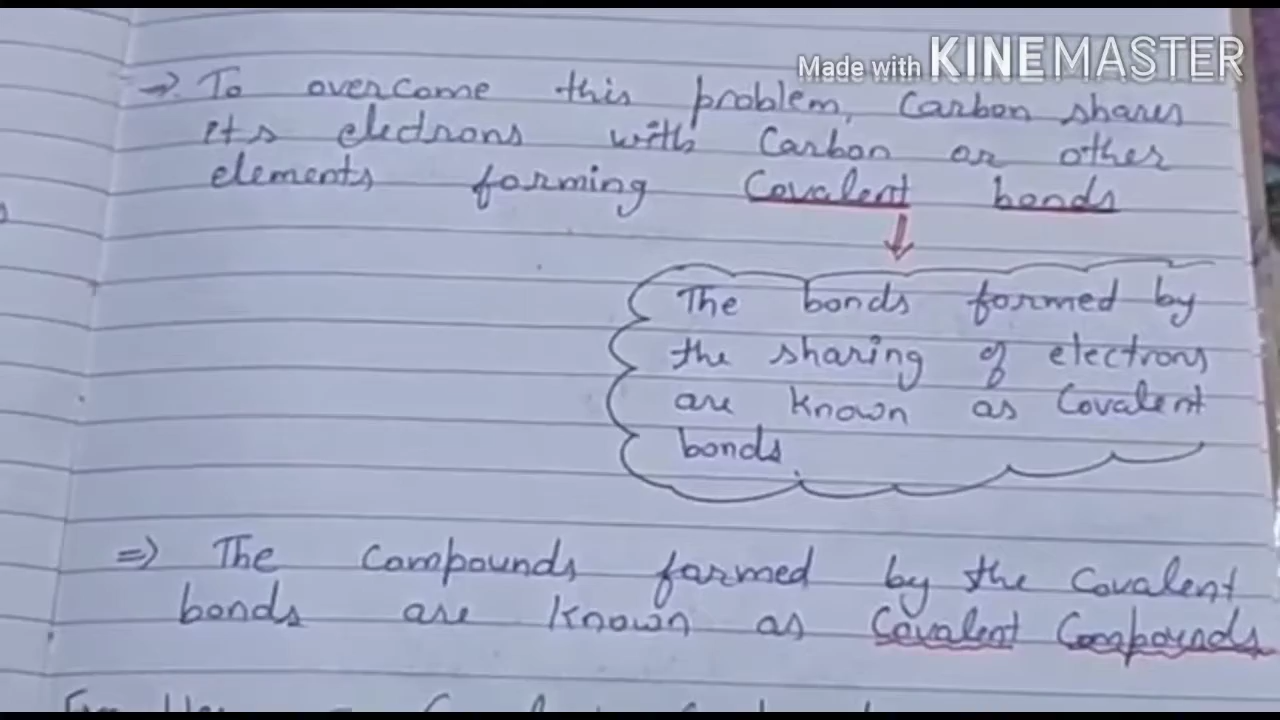 Made with KINEMASTER
→ To overcome this problem, Carbon shares
its electrons with Carbon or other
elements forming Covalent bonds
↓
The bonds formed by
the sharing of electrons
are known as Covalent
bonds.
⇒ The Compounds formed by the Covalent
bonds are known as Covalent Compounds